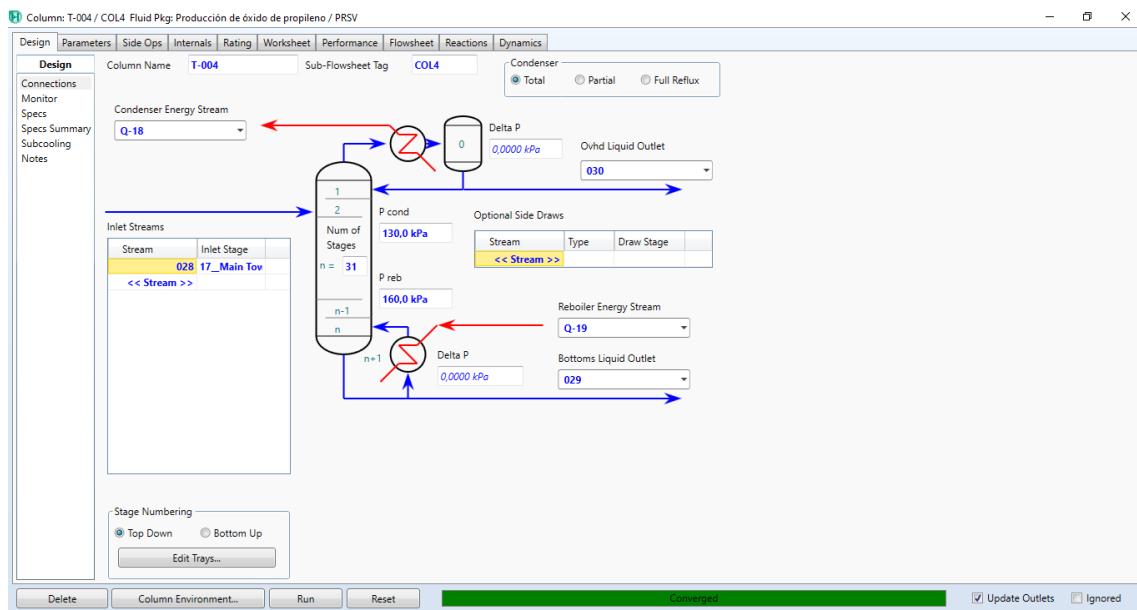 Column: T-004 / COL4 Fluid Pkg: Producción de óxido de propileno / PRSV
Design Parameters Side Ops Internals Rating Worksheet Performance Flowsheet Reactions Dynamics
Design
Connections
Monitor
Specs
Specs Summary
Subcooling
Notes
Column Name T-004 Sub-Flowsheet Tag COL4
Condenser
Total Partial Full Reflux
Condenser Energy Stream
Q-18
Delta P
0,0000 kPa
0
Ovhd Liquid Outlet
030
1
2
Num of
Stages
n = 31
n-1
n
n+1
P cond
130,0 kPa
P reb
160,0 kPa
Optional Side Draws
Stream Type Draw Stage
<< Stream >>
Inlet Streams
Stream Inlet Stage
028 17__Main Tow
<< Stream >>
Reboiler Energy Stream
Q-19
Delta P
0,0000 kPa
Bottoms Liquid Outlet
029
Stage Numbering
Top Down Bottom Up
Edit Trays...
Delete Column Environment... Run Reset Converged Update Outlets Ignored